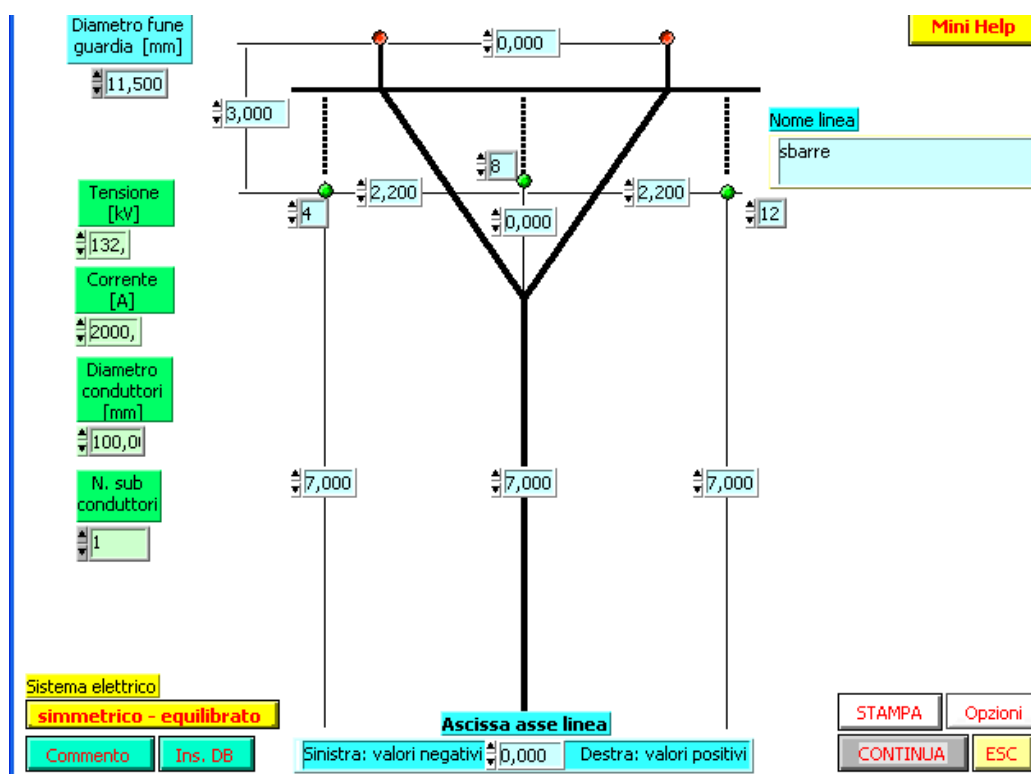 Diametro fune
guardia [mm]
11,500
0,000
Mini Help
3,000
Nome linea
sbarre
8
Tensione
[kV]
132,
2,200
2,200
4
0,000
12
Corrente
[A]
2000,
Diametro
conduttori
[mm]
100,0
N. sub
conduttori
1
7,000
7,000
7,000
Sistema elettrico
simmetrico - equilibrato
Commento
Ins. DB
Ascissa asse linea
Sinistra: valori negativi
0,000
Destra: valori positivi
STAMPA
Opzioni
CONTINUA
ESC